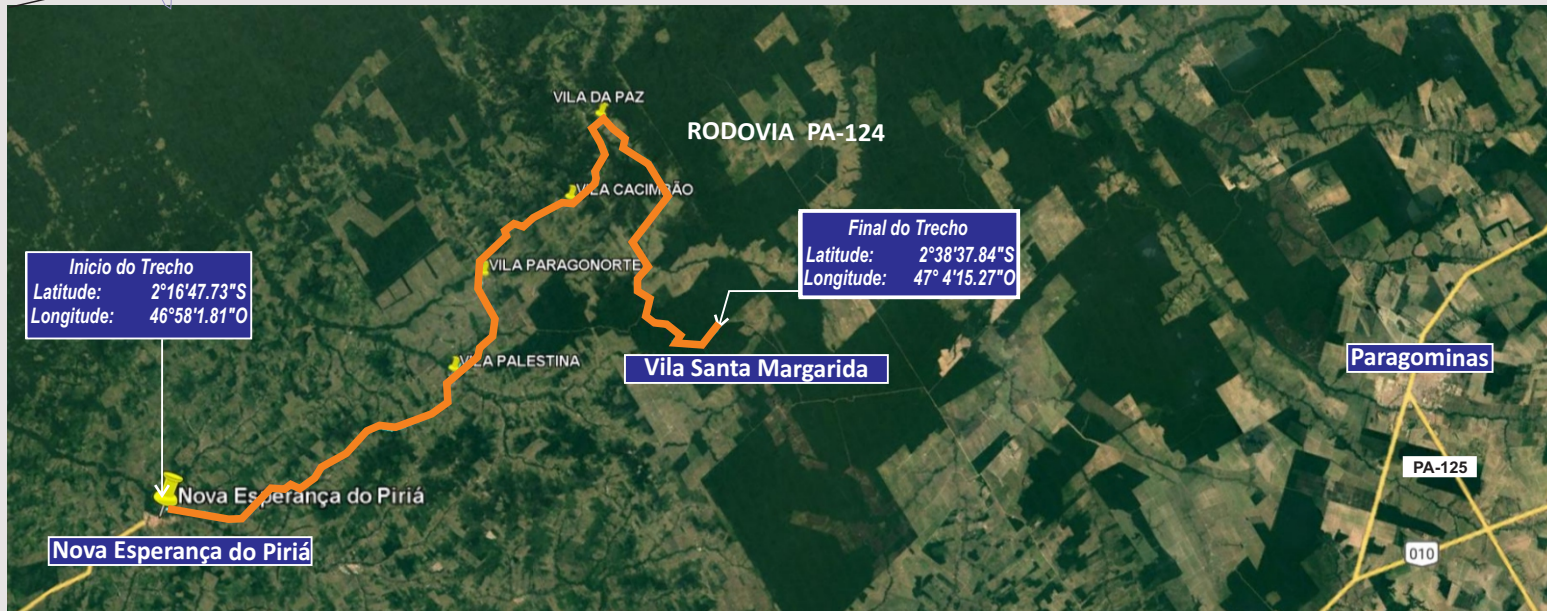 VILA DA PAZ
RODOVIA PA-124
VILA CACIMBÃO
Final do Trecho
Latitude: 2°38'37.84"S
Longitude: 47° 4'15.27"O
Inicio do Trecho
Latitude: 2°16'47.73"S
Longitude: 46°58'1.81"O
VILA PARAGONORTE
VILA PALESTINA
Vila Santa Margarida
Paragominas
PA-125
Nova Esperança do Piriá
Nova Esperança do Piriá
010